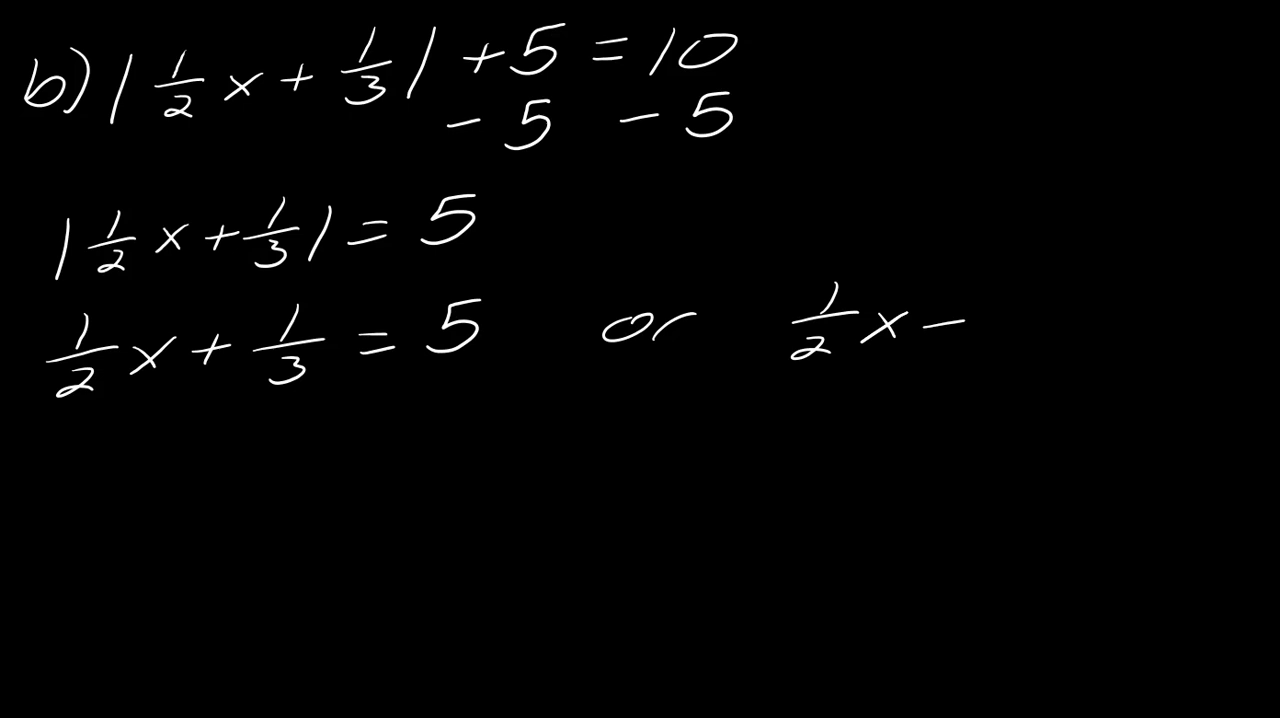 b) |1/2 x + 1/3| + 5 = 10
- 5 - 5
|1/2 x + 1/3| = 5
1/2 x + 1/3 = 5 or 1/2 x -